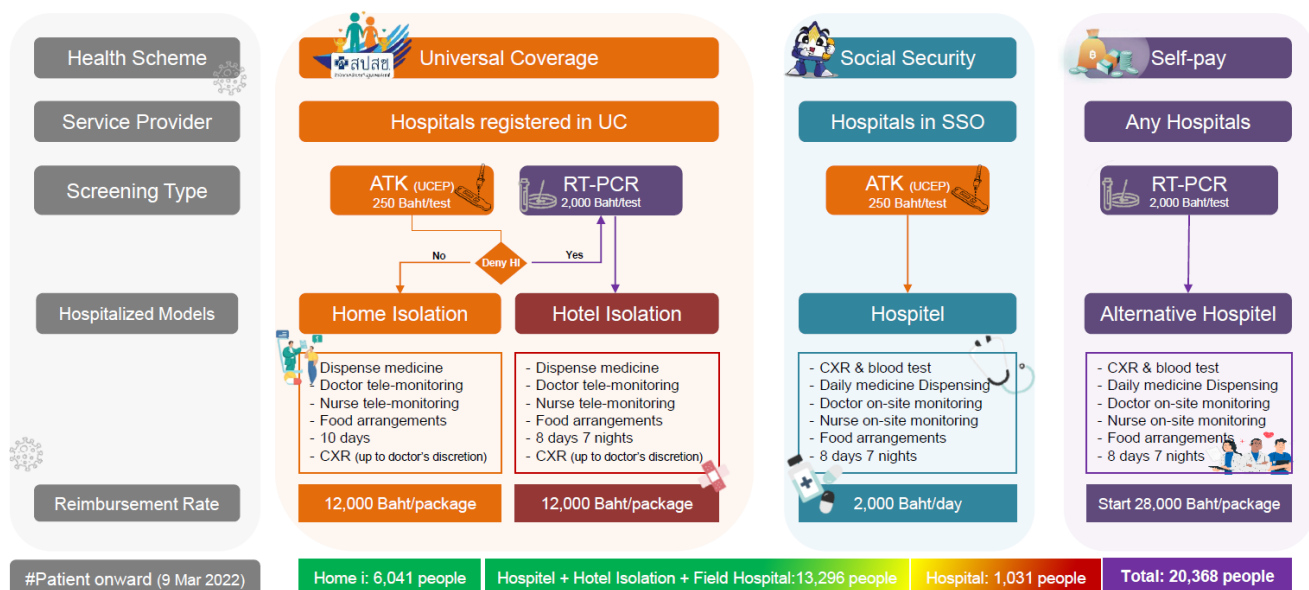 Health Scheme
สปสช.
Universal Coverage
Social Security
Self-pay
Service Provider
Hospitals registered in UC
Hospitals in SSO
Any Hospitals
Screening Type
ATK (UCEP)
250 Baht/test
RT-PCR
2,000 Baht/test
ATK (UCEP)
250 Baht/test
RT-PCR
2,000 Baht/test
No
Deny HI
Yes
Hospitalized Models
Home Isolation
Hotel Isolation
Hospitel
Alternative Hospitel
- Dispense medicine
- Doctor tele-monitoring
- Nurse tele-monitoring
- Food arrangements
- 10 days
- CXR (up to doctor's discretion)
- Dispense medicine
- Doctor tele-monitoring
- Nurse tele-monitoring
- Food arrangements
- 8 days 7 nights
- CXR (up to doctor's discretion)
- CXR & blood test
- Daily medicine Dispensing
- Doctor on-site monitoring
- Nurse on-site monitoring
- Food arrangements
- 8 days 7 nights
- CXR & blood test
- Daily medicine Dispensing
- Doctor on-site monitoring
- Nurse on-site monitoring
- Food arrangements
- 8 days 7 nights
Reimbursement Rate
12,000 Baht/package
12,000 Baht/package
2,000 Baht/day
Start 28,000 Baht/package
#Patient onward (9 Mar 2022)
Home i: 6,041 people
Hospitel + Hotel Isolation + Field Hospital:13,296 people
Hospital: 1,031 people
Total: 20,368 people